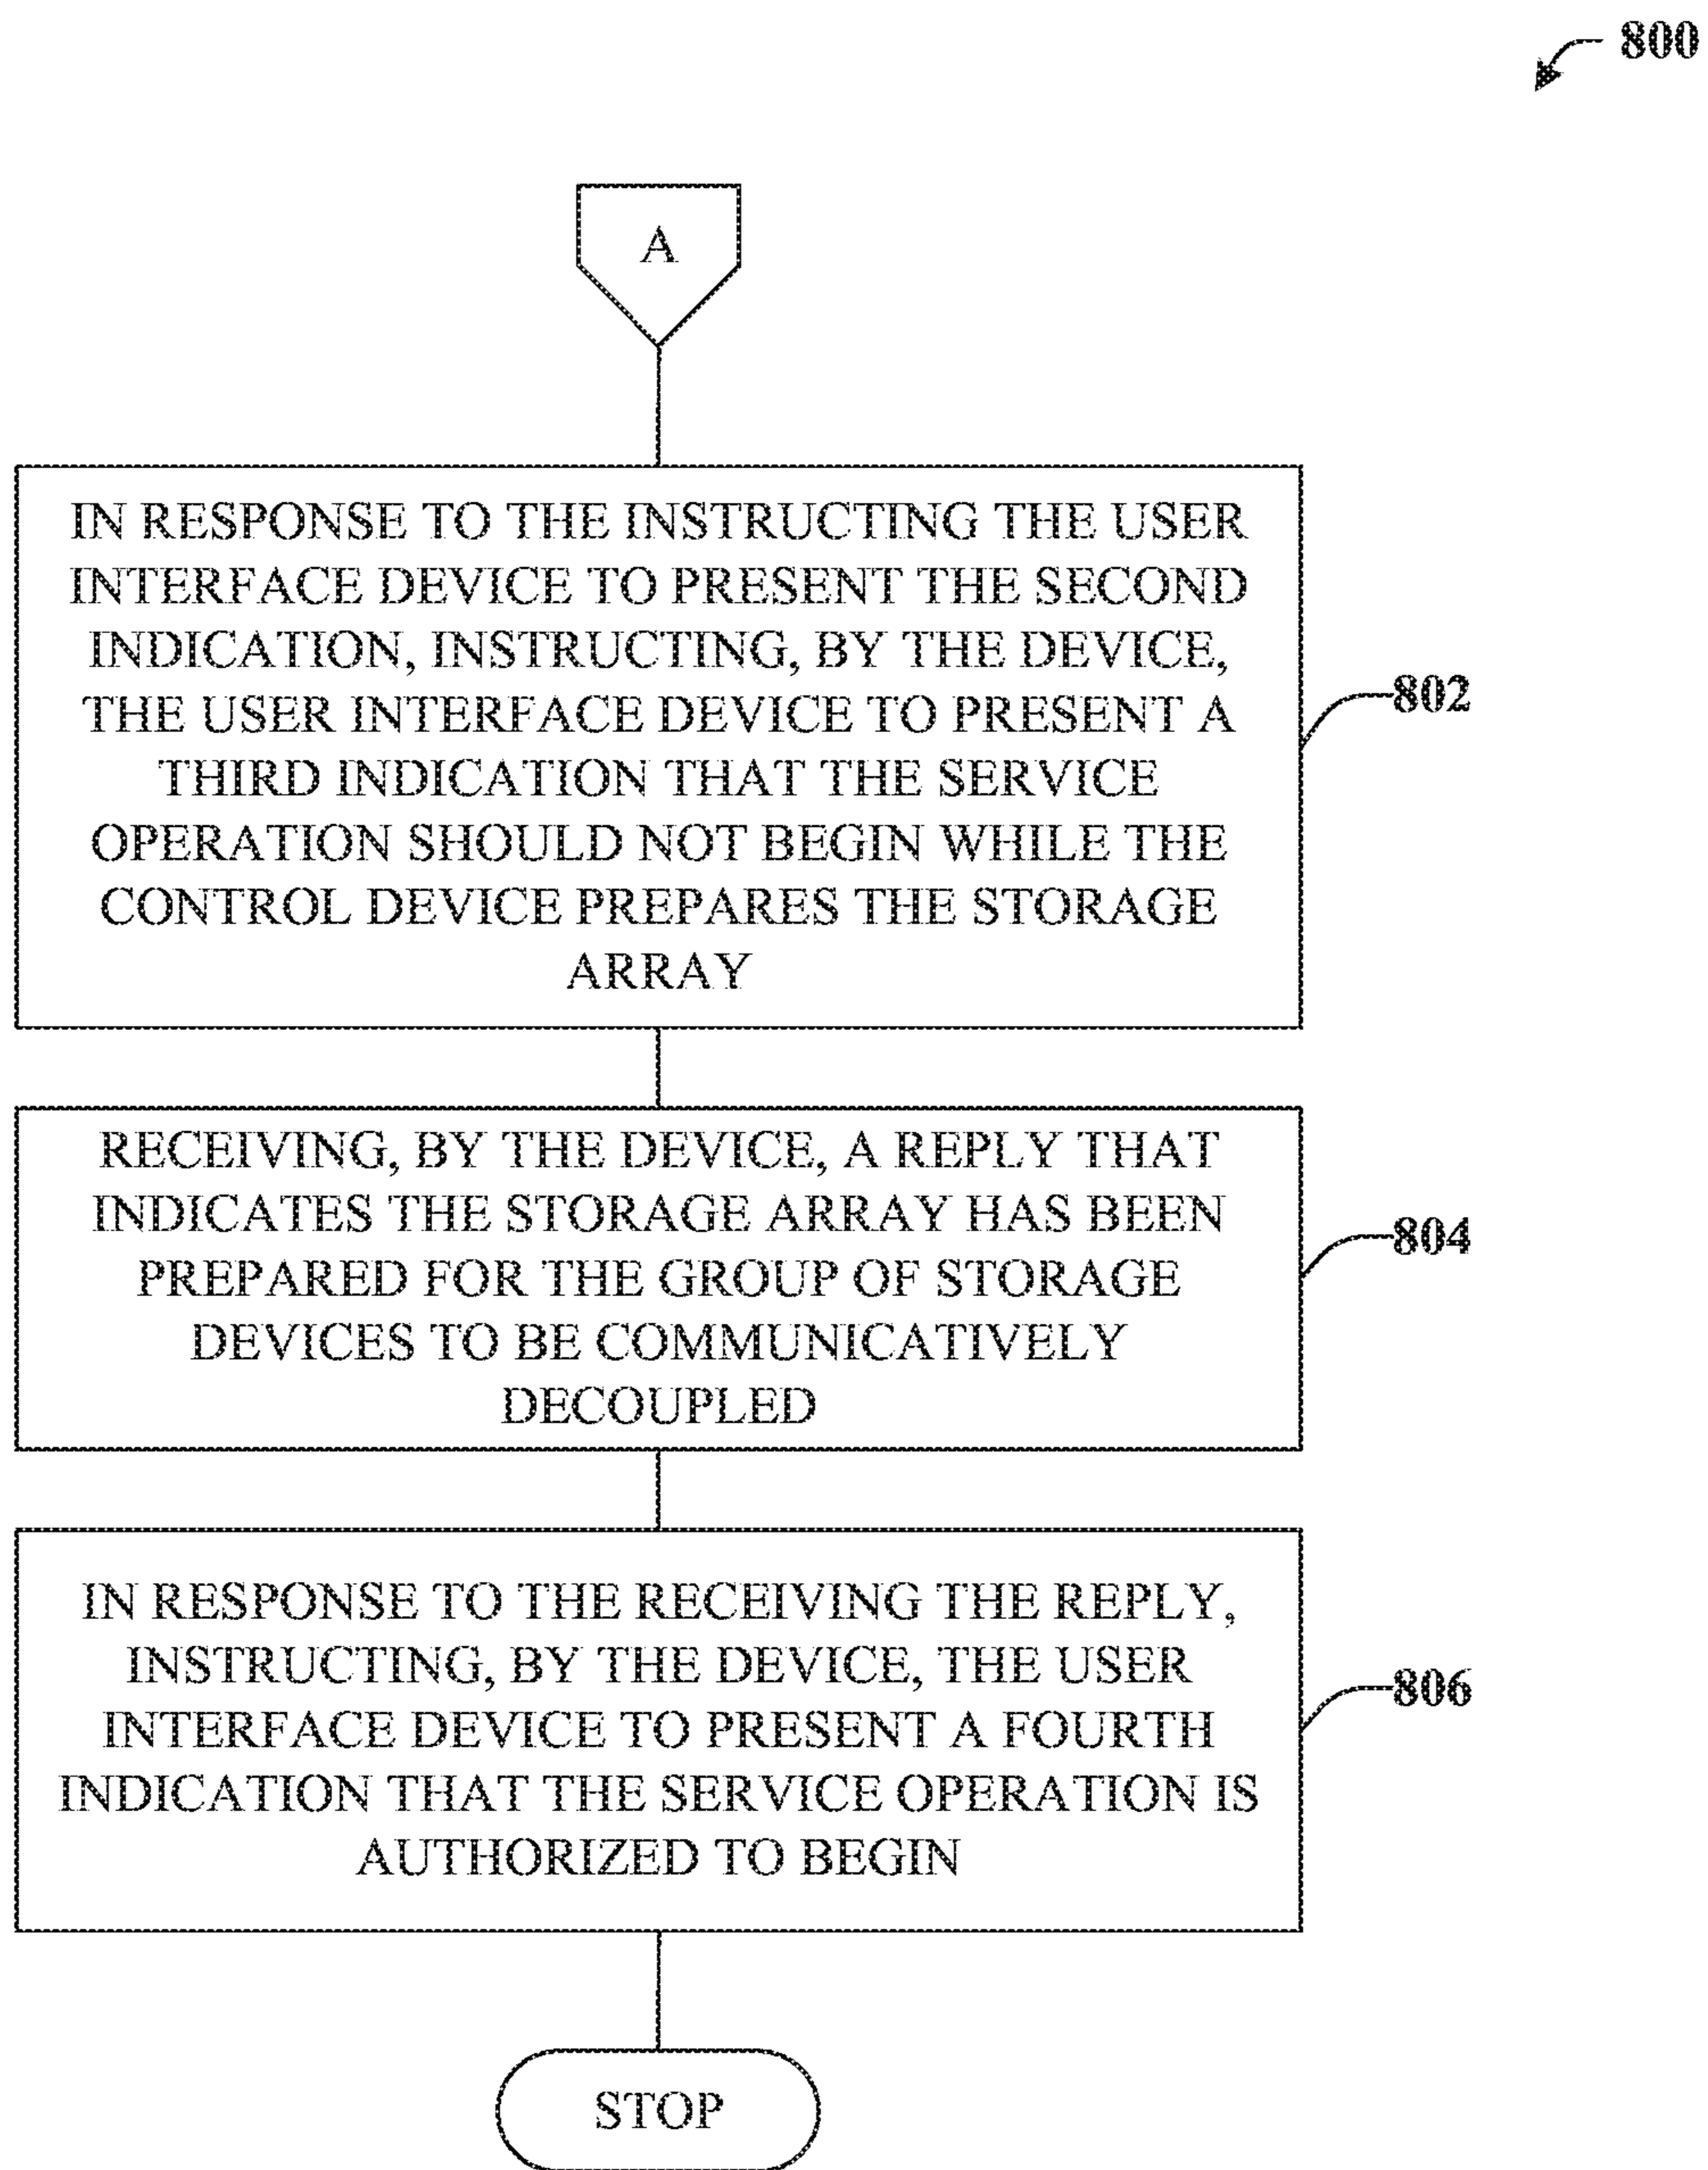 800
A
IN RESPONSE TO THE INSTRUCTING THE USER
INTERFACE DEVICE TO PRESENT THE SECOND
INDICATION, INSTRUCTING, BY THE DEVICE,
THE USER INTERFACE DEVICE TO PRESENT A
THIRD INDICATION THAT THE SERVICE
OPERATION SHOULD NOT BEGIN WHILE THE
CONTROL DEVICE PREPARES THE STORAGE
ARRAY
802
RECEIVING, BY THE DEVICE, A REPLY THAT
INDICATES THE STORAGE ARRAY HAS BEEN
PREPARED FOR THE GROUP OF STORAGE
DEVICES TO BE COMMUNICATIVELY
DECOUPLED
804
IN RESPONSE TO THE RECEIVING THE REPLY,
INSTRUCTING, BY THE DEVICE, THE USER
INTERFACE DEVICE TO PRESENT A FOURTH
INDICATION THAT THE SERVICE OPERATION IS
AUTHORIZED TO BEGIN
806
STOP